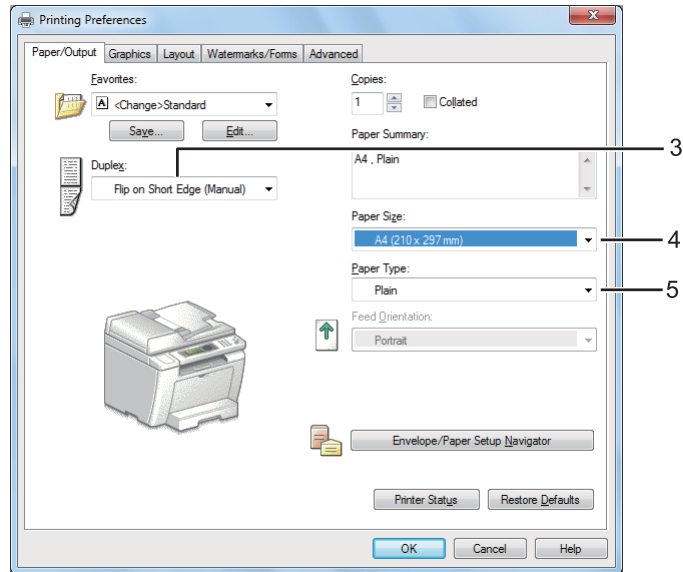 Printing Preferences
Paper/Output Graphics Layout Watermarks/Forms Advanced
Favorites:
A <Change>Standard
Save... Edit...
Duplex:
Flip on Short Edge (Manual)
Copies:
1 Collated
Paper Summary:
A4 , Plain
3
Paper Size:
A4 (210 x 297 mm)
4
Paper Type:
Plain
5
Feed Orientation:
Portrait
Envelope/Paper Setup Navigator
Printer Status Restore Defaults
OK Cancel Help